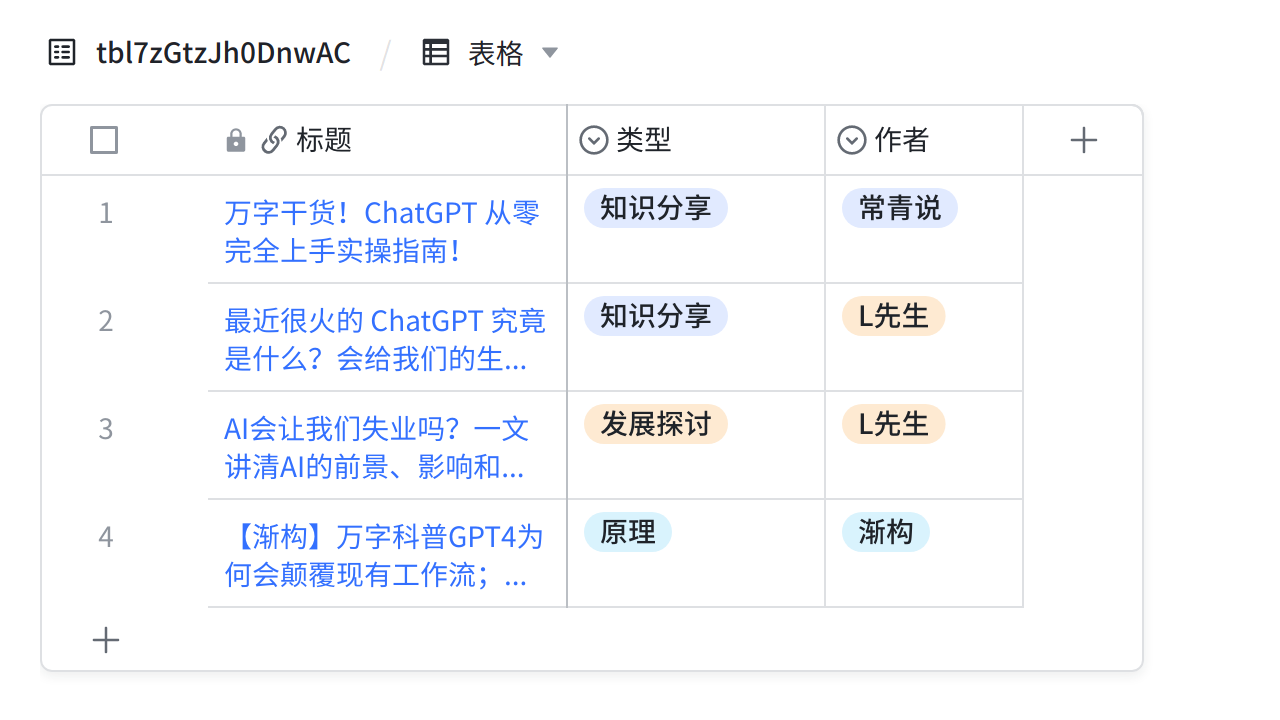 tbl7zGtzJh0DnwAC / 表格
标题 类型 作者
1 万字干货！ChatGPT 从零 知识分享 常青说
完全上手实操指南！
2 最近很火的 ChatGPT 究竟 知识分享 L先生
是什么？会给我们的生...
3 AI会让我们失业吗？一文 发展探讨 L先生
讲清AI的前景、影响和...
4 【渐构】万字科普GPT4为 原理 渐构
何会颠覆现有工作流；...